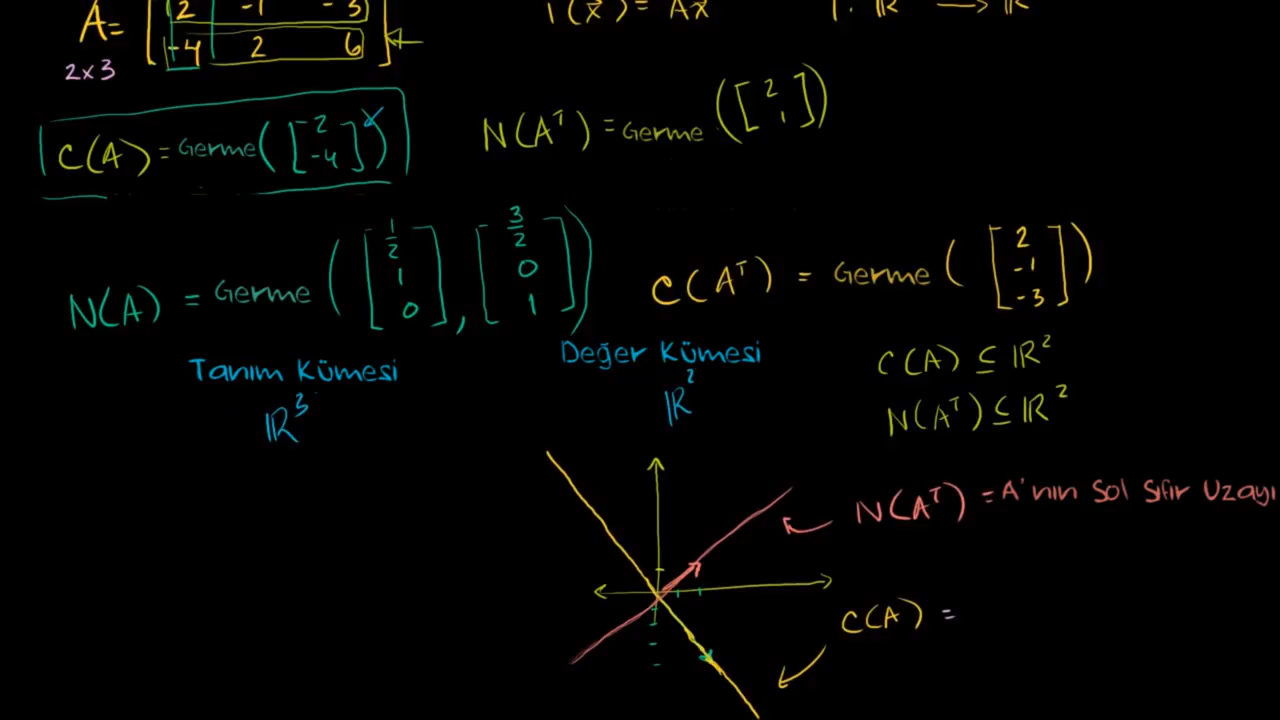 A = [ 2 -1 -3
-4 2 6 ]
2x3
T(x⃗) = Ax⃗
C(A) = Germe([ 2 -4 ])
N(Aᵀ) = Germe([ 2 1 ])
N(A) = Germe([ 1/2 1 0 ], [ 3/2 0 1 ])
C(Aᵀ) = Germe([ 2 -1 -3 ])
Tanım Kümesi
ℝ³
Değer Kümesi
ℝ²
C(A) ⊆ ℝ²
N(Aᵀ) ⊆ ℝ²
N(Aᵀ) = A'nın Sol Sıfır Uzayı
C(A) =